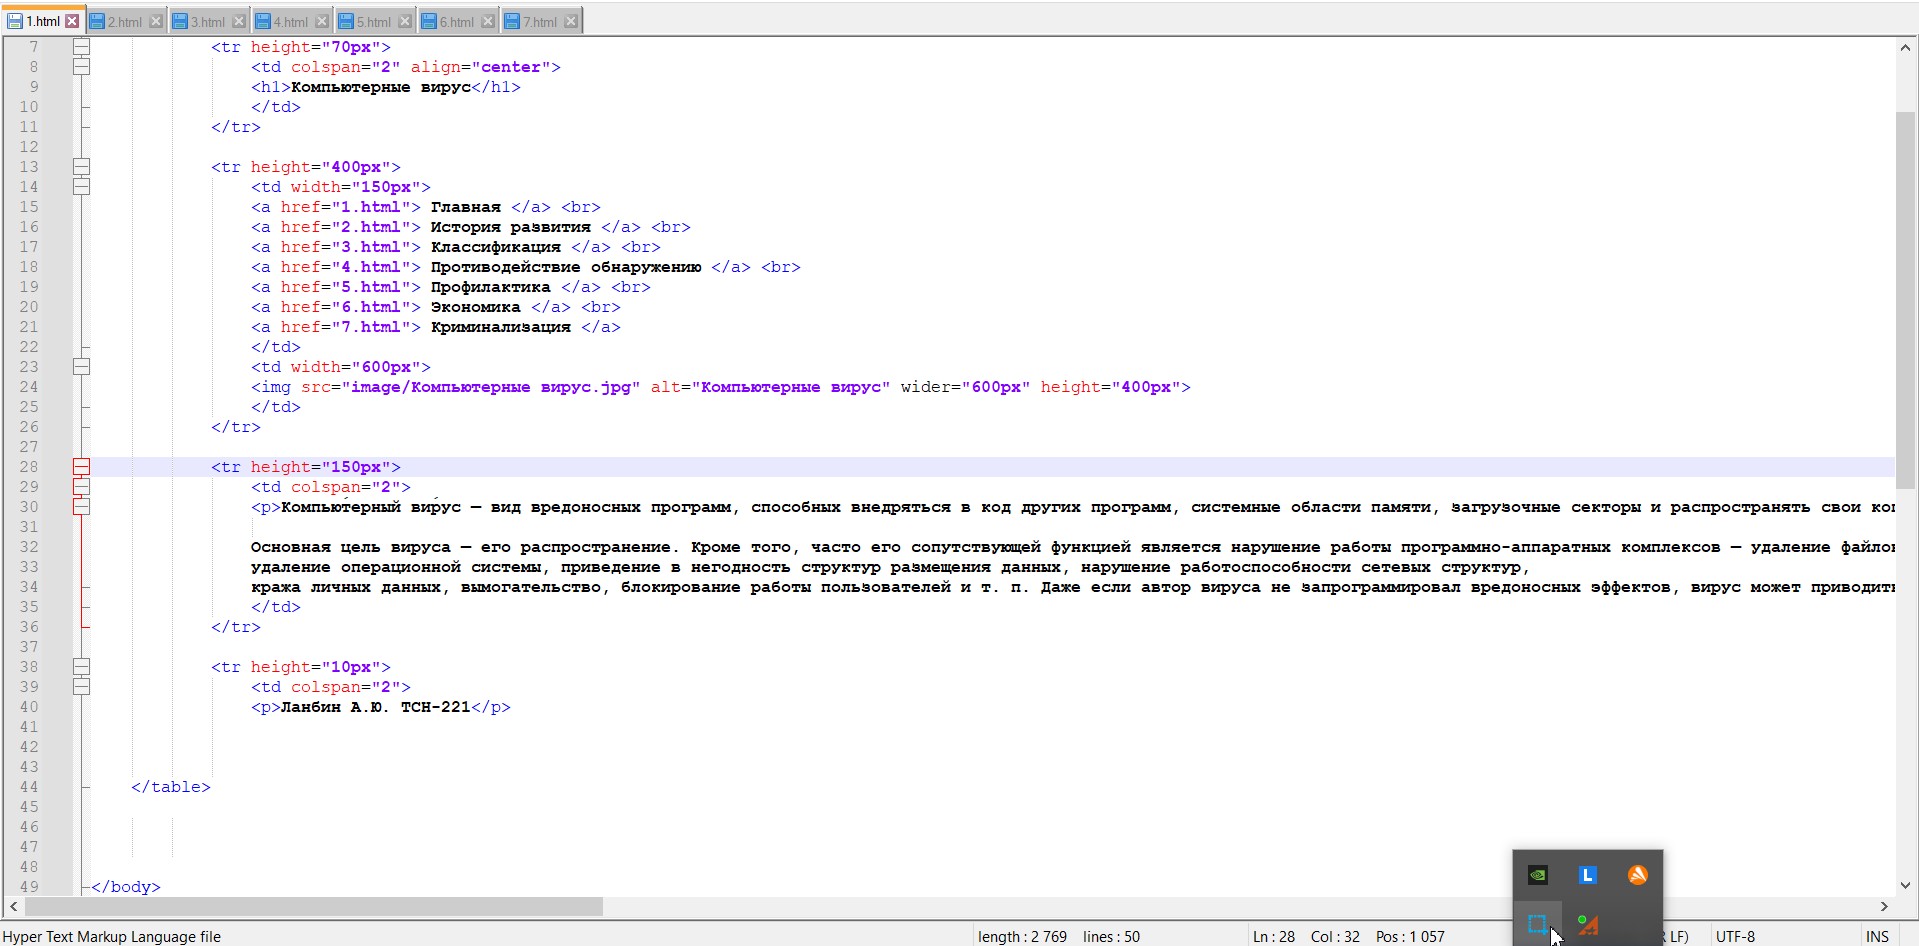 1.html 2.html 3.html 4.html 5.html 6.html 7.html
7 <tr height="70px">
8 <td colspan="2" align="center">
9 <h1>Компьютерные вирус</h1>
10 </td>
11 </tr>
12
13 <tr height="400px">
14 <td width="150px">
15 <a href="1.html"> Главная </a> <br>
16 <a href="2.html"> История развития </a> <br>
17 <a href="3.html"> Классификация </a> <br>
18 <a href="4.html"> Противодействие обнаружению </a> <br>
19 <a href="5.html"> Профилактика </a> <br>
20 <a href="6.html"> Экономика </a> <br>
21 <a href="7.html"> Криминализация </a>
22 </td>
23 <td width="600px">
24 <img src="image/Компьютерные вирус.jpg" alt="Компьютерные вирус" wider="600px" height="400px">
25 </td>
26 </tr>
27
28 <tr height="150px">
29 <td colspan="2">
30 <p>Компью́терный ви́рус — вид вредоносных программ, способных внедряться в код других программ, системные области памяти, загрузочные секторы и распространять свои
31
32 Основная цель вируса — его распространение. Кроме того, часто его сопутствующей функцией является нарушение работы программно-аппаратных комплексов — удаление
33 удаление операционной системы, приведение в негодность структур размещения данных, нарушение работоспособности сетевых структур,
34 кража личных данных, вымогательство, блокирование работы пользователей и т. п. Даже если автор вируса не запрограммировал вредоносных эффектов, вирус может
35 </td>
36 </tr>
37
38 <tr height="10px">
39 <td colspan="2">
40 <p>Ланбин А.Ю. ТСН-221</p>
41
42
43
44 </table>
45
46
47
48
49 </body>
L
Hyper Text Markup Language file length : 2 769 lines : 50 Ln : 28 Col : 32 Pos : 1 057 LF) UTF-8 INS